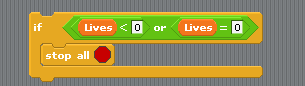 if Lives < 0 or Lives = 0
stop all